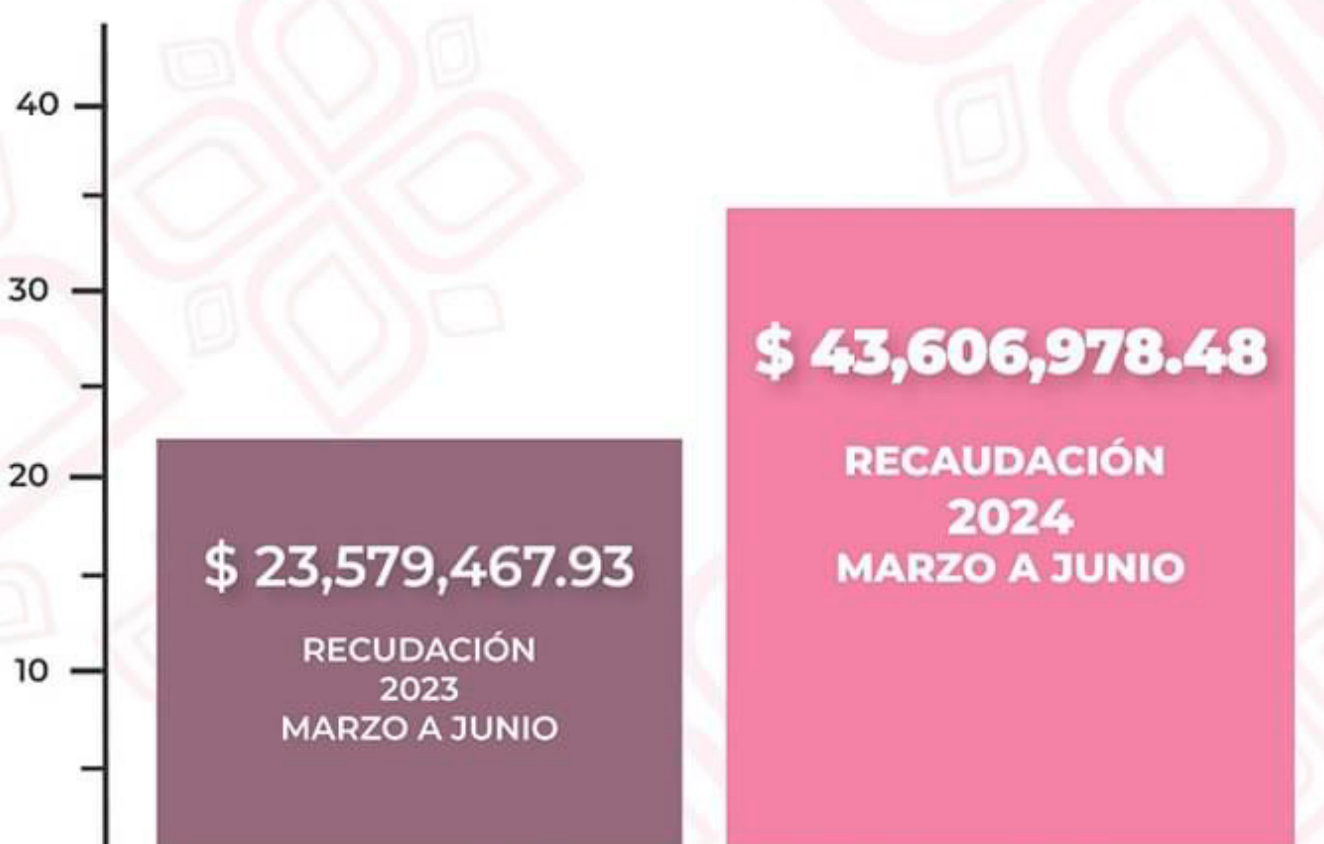 40
30
20
10
$ 23,579,467.93
RECUDACIÓN
2023
MARZO A JUNIO
$ 43,606,978.48
RECAUDACIÓN
2024
MARZO A JUNIO